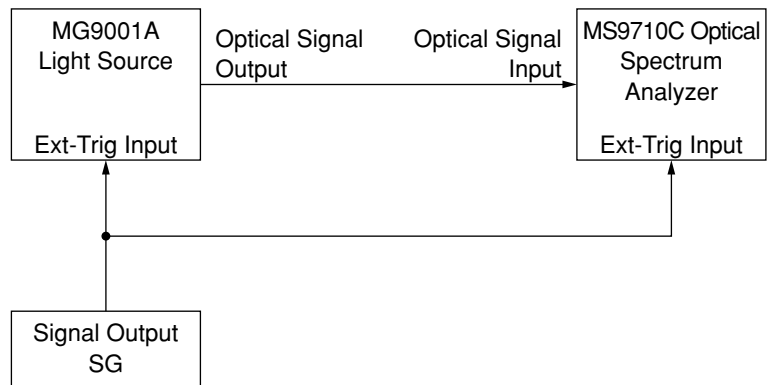 MG9001A
Light Source
Ext-Trig Input
Optical Signal
Output
Optical Signal
Input
MS9710C Optical
Spectrum
Analyzer
Ext-Trig Input
Signal Output
SG